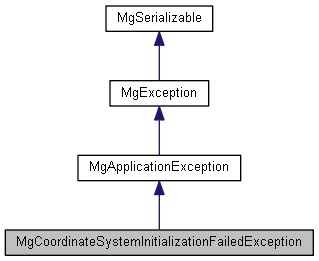 MgSerializable
MgException
MgApplicationException
MgCoordinateSystemInitializationFailedException